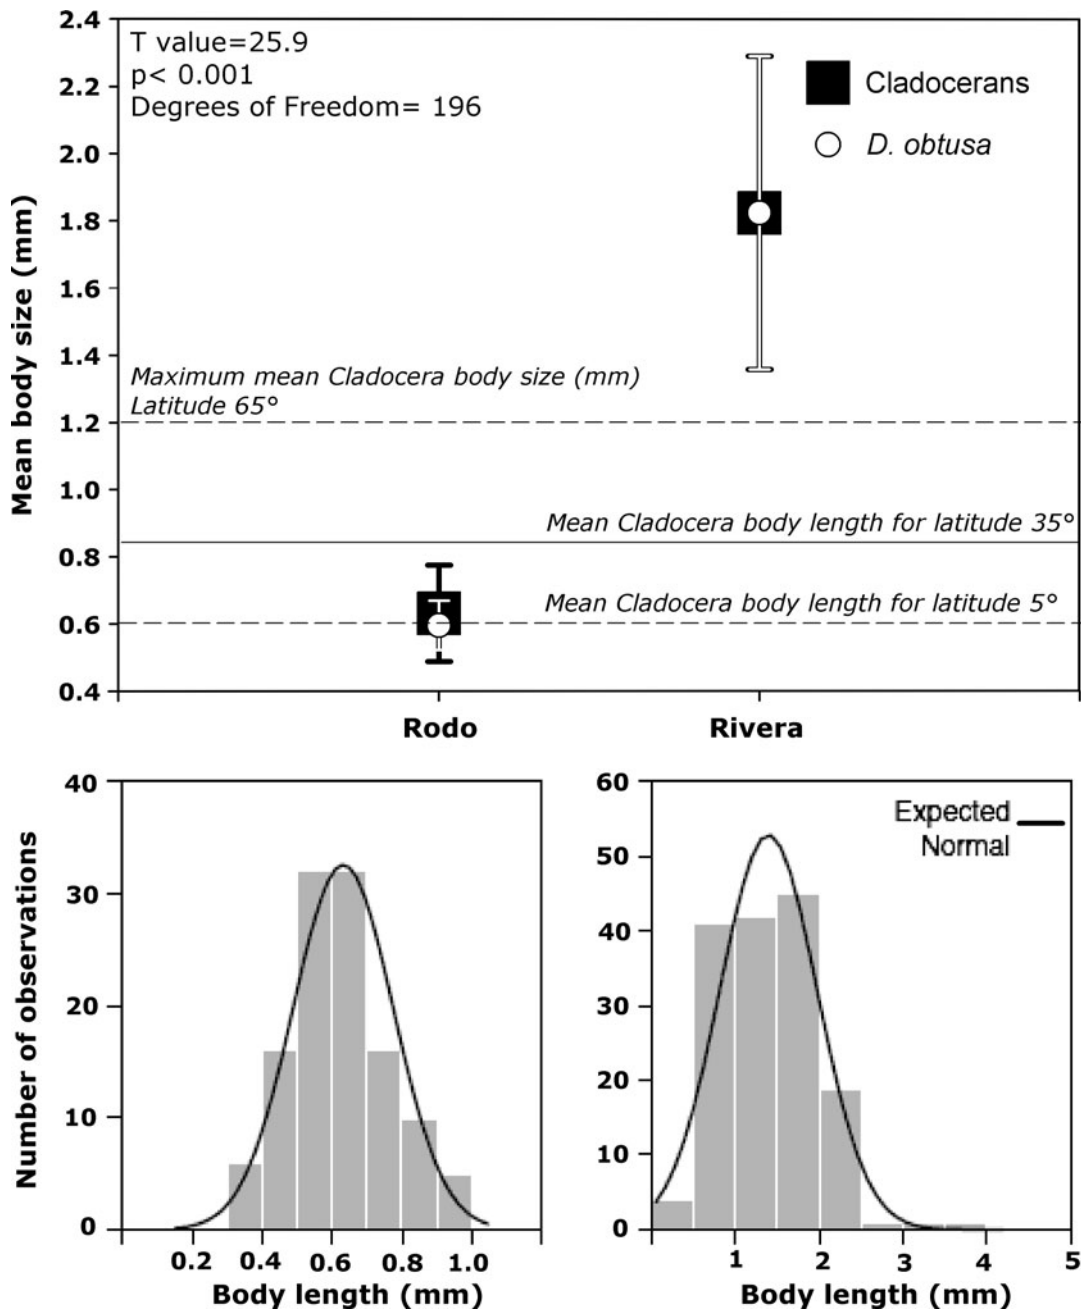 2.4
2.2
2.0
1.8
1.6
1.4
1.2
1.0
0.8
0.6
0.4
Mean body size (mm)
T value=25.9
p< 0.001
Degrees of Freedom= 196
Cladocerans
D. obtusa
Maximum mean Cladocera body size (mm)
Latitude 65°
Mean Cladocera body length for latitude 35°
Mean Cladocera body length for latitude 5°
Rodo
Rivera
40
30
20
10
0
Number of observations
0.2 0.4 0.6 0.8 1.0
Body length (mm)
60
50
40
30
20
10
0
Expected
Normal
1 2 3 4 5
Body length (mm)